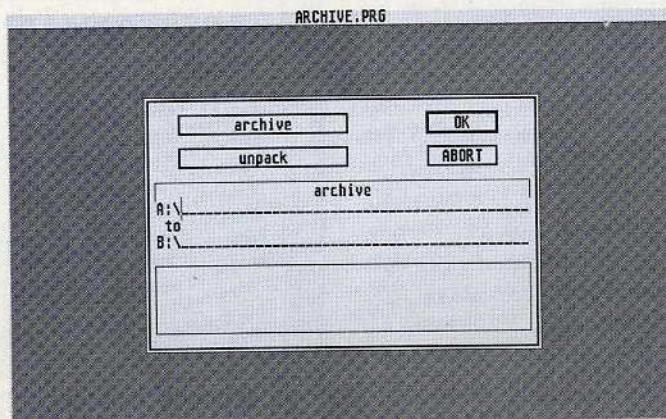 ARCHIVE.PRG
archive OK
unpack ABORT
archive
A:\
to
B:\